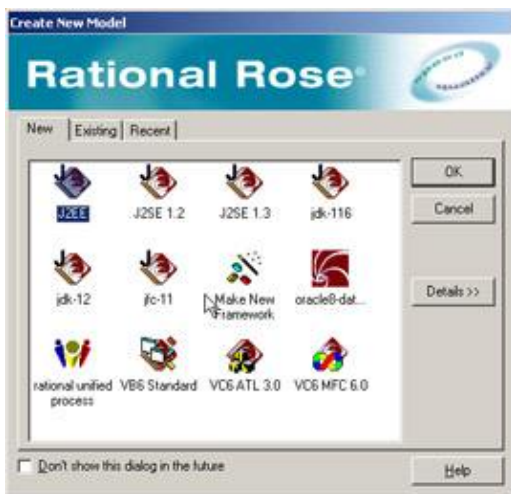 Create New Model
Rational Rose®
New Existing Recent
OK
Cancel
Details >>
J2EE J2SE 1.2 J2SE 1.3 jdk-116
jdk-12 jfc-11 Make New Framework oracle8-dat...
rational unified process VB6 Standard VC6 ATL 3.0 VC6 MFC 6.0
Don't show this dialog in the future
Help